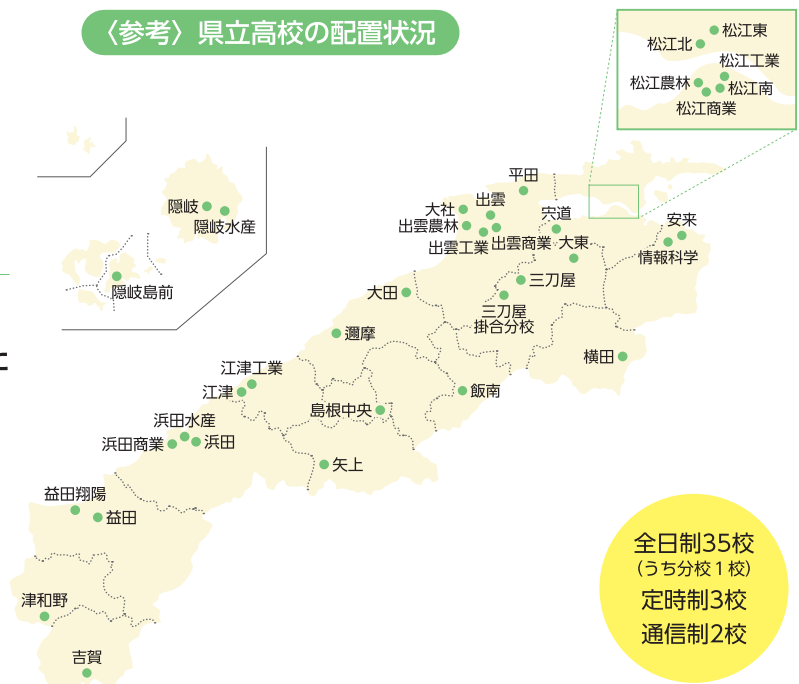 〈参考〉県立高校の配置状況
松江東
松江北
松江工業
松江農林
松江南
松江商業
隠岐
隠岐水産
隠岐島前
平田
大社
出雲
出雲農林
宍道
出雲工業
出雲商業
大東
安来
情報科学
三刀屋
三刀屋
掛合分校
大田
邇摩
横田
江津工業
江津
島根中央
飯南
浜田水産
浜田商業
浜田
矢上
益田翔陽
益田
津和野
吉賀
と
全日制35校
(うち分校1校)
定時制3校
通信制2校